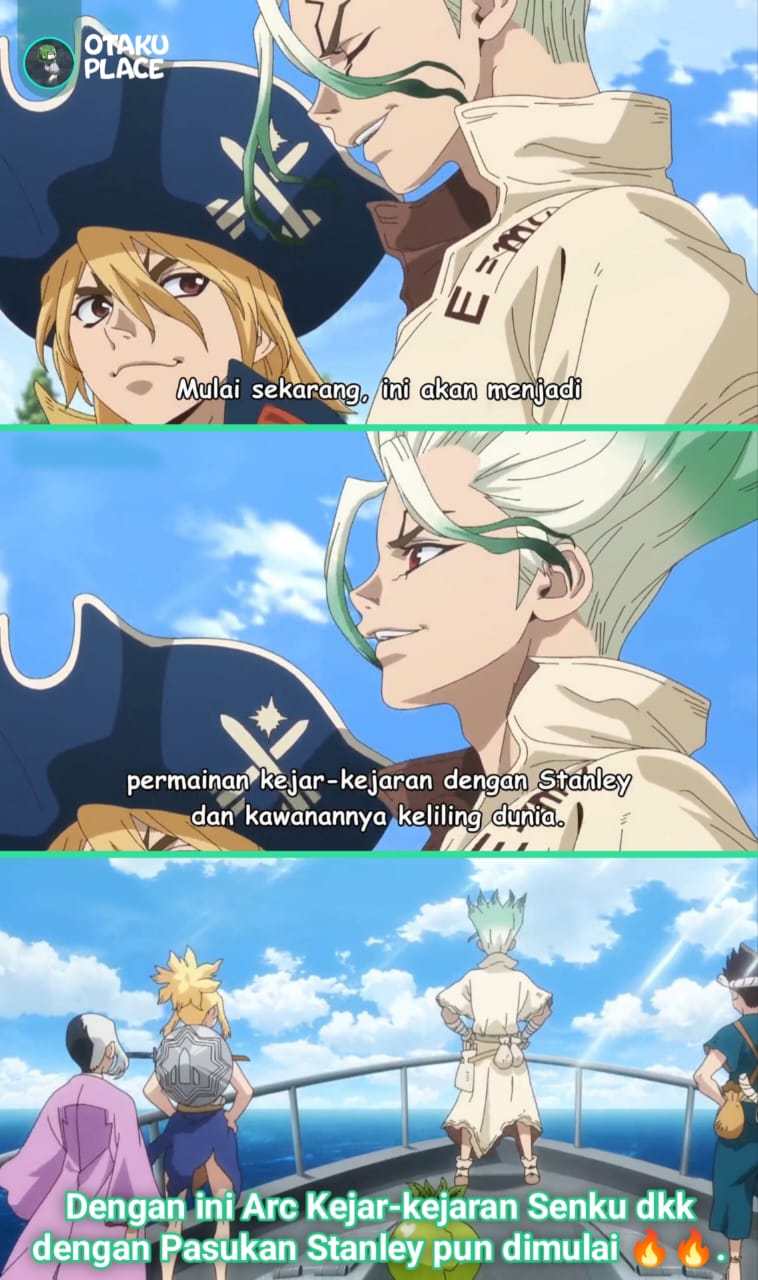 OTAKU
PLACE
E=mc
Mulai sekarang, ini akan menjadi
permainan kejar-kejaran dengan Stanley
dan kawanannya keliling dunia.
Dengan ini Arc Kejar-kejaran Senku dkk
dengan Pasukan Stanley pun dimulai 🔥🔥.